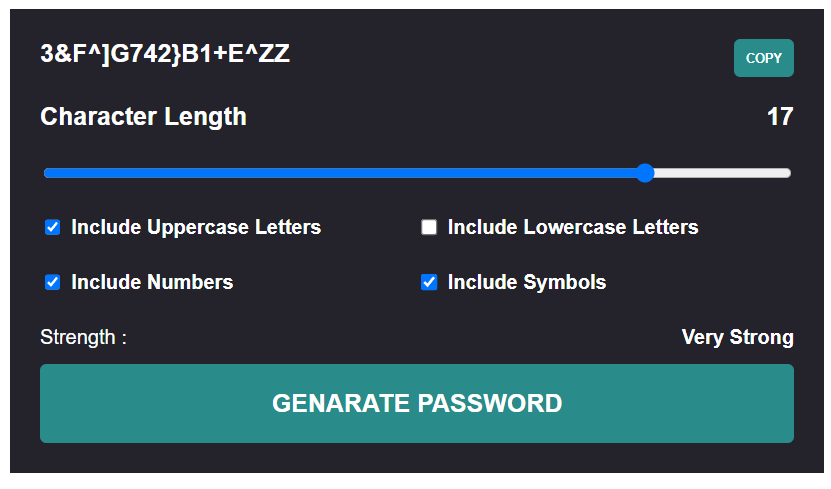 3&F^]G742}B1+E^ZZ
COPY
Character Length
17
Include Uppercase Letters
Include Lowercase Letters
Include Numbers
Include Symbols
Strength :
Very Strong
GENARATE PASSWORD